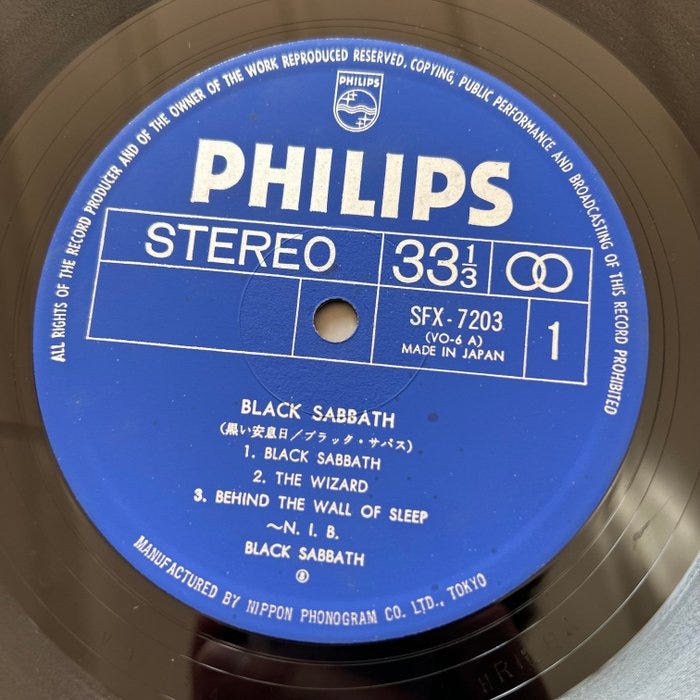 ALL RIGHTS OF THE RECORD PRODUCER AND OF THE OWNER OF THE WORK REPRODUCED RESERVED. COPYING, PUBLIC PERFORMANCE AND BROADCASTING OF THIS RECORD PROHIBITED
PHILIPS
PHILIPS
STEREO 33⅓
SFX-7203
(VO-6 A)
MADE IN JAPAN
1
BLACK SABBATH
(黒い安息日/ブラック・サバス)
1. BLACK SABBATH
2. THE WIZARD
3. BEHIND THE WALL OF SLEEP
~N. I. B.
BLACK SABBATH
MANUFACTURED BY NIPPON PHONOGRAM CO. LTD., TOKYO